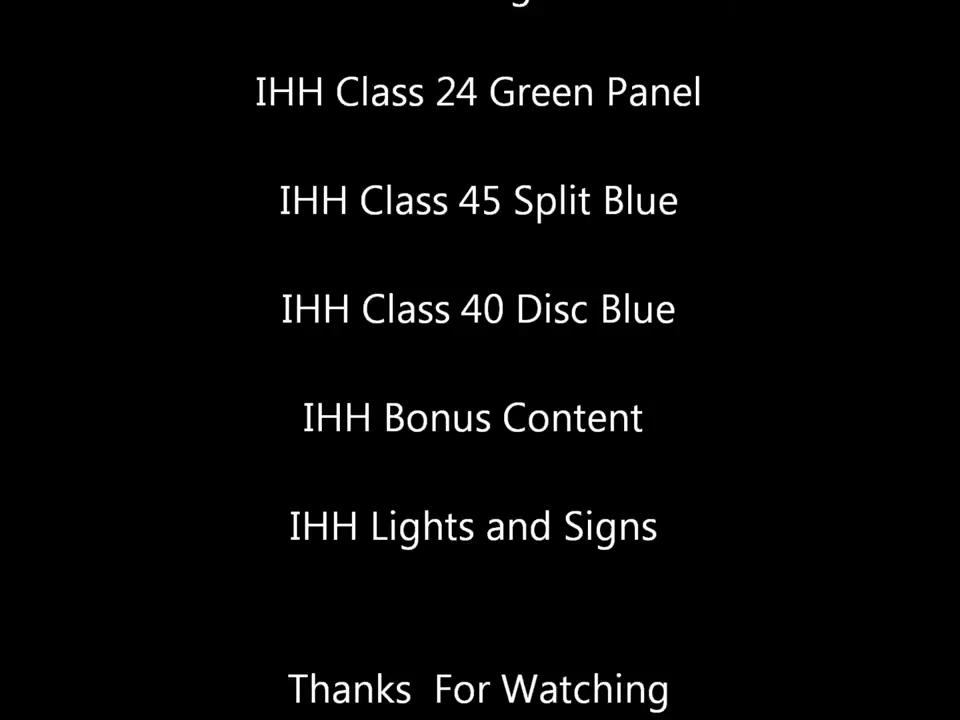 IHH Class 24 Green Panel
IHH Class 45 Split Blue
IHH Class 40 Disc Blue
IHH Bonus Content
IHH Lights and Signs
Thanks  For Watching